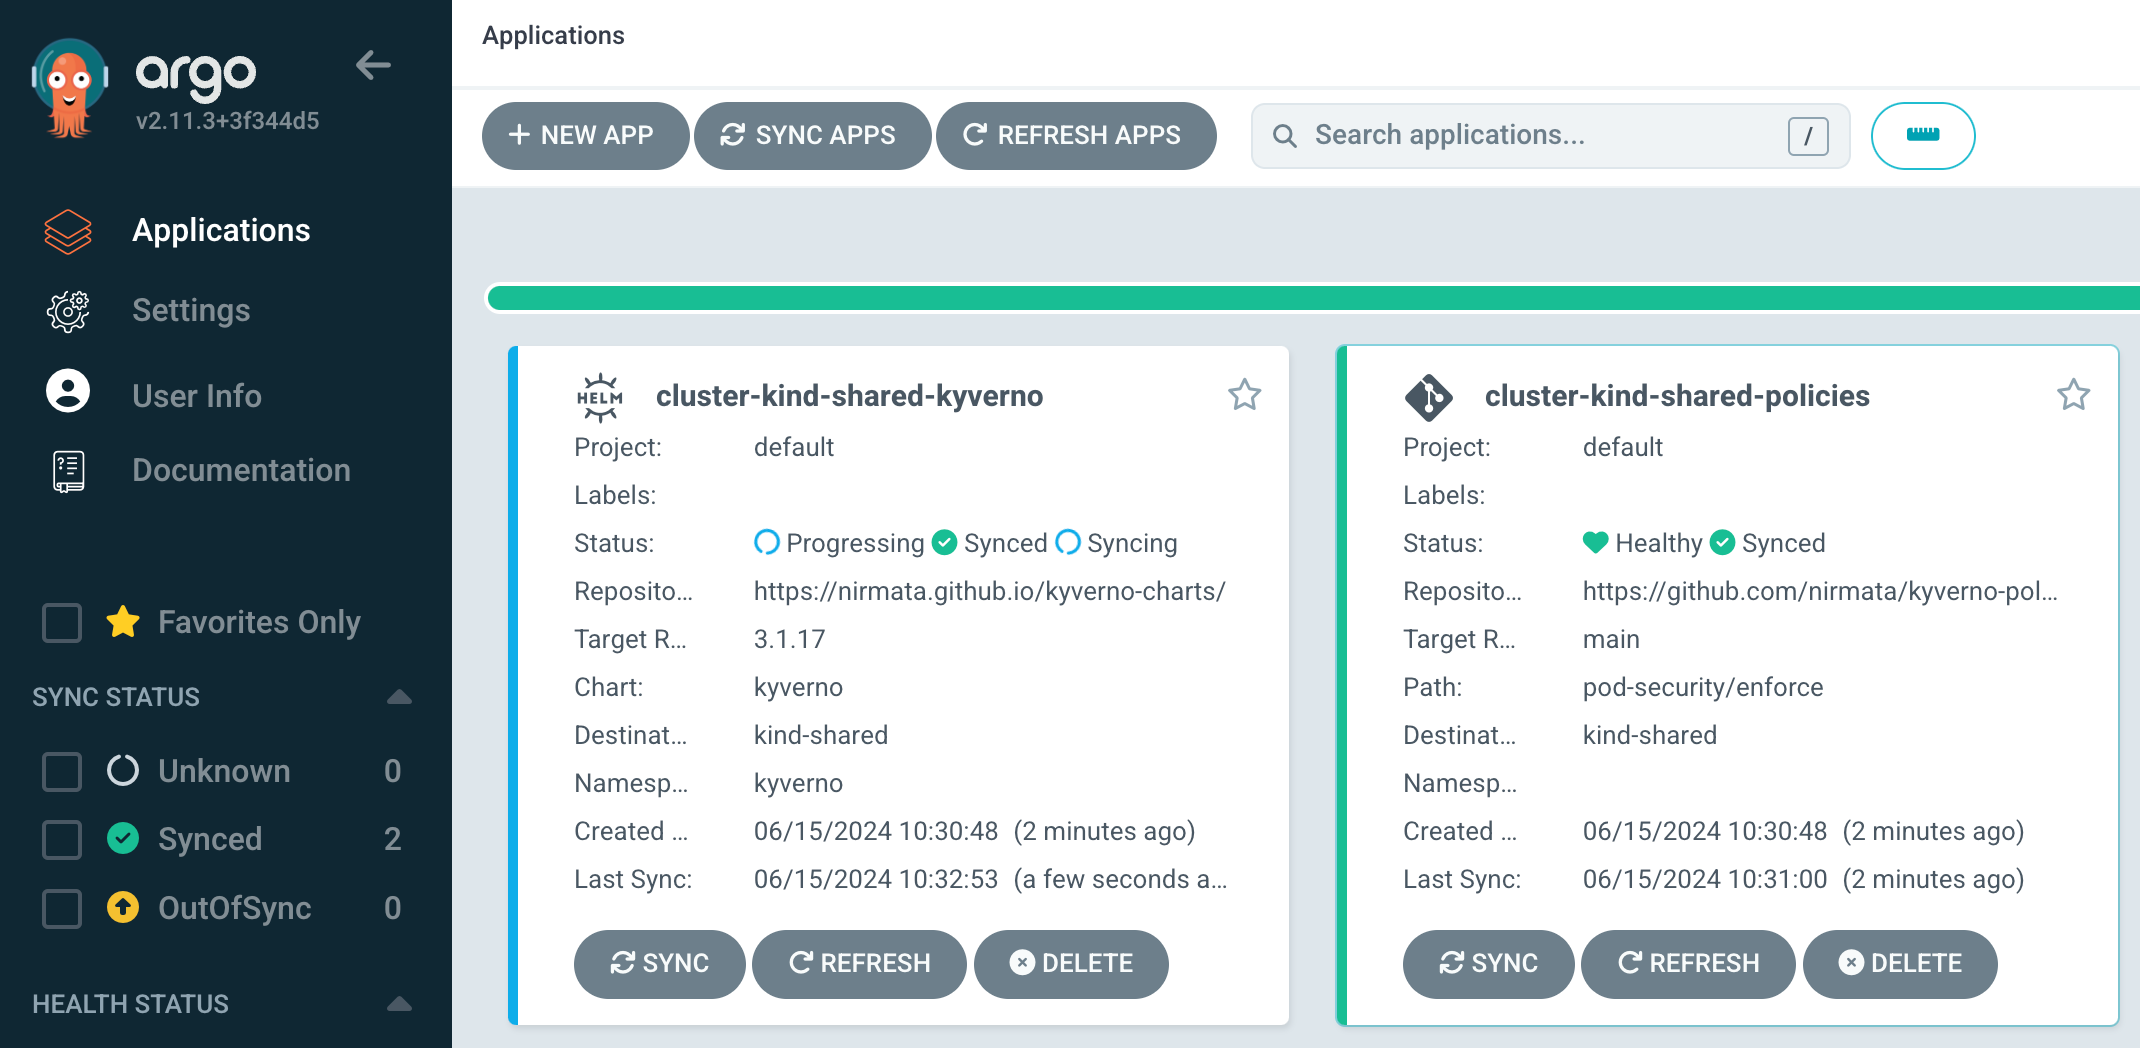 argo
v2.11.3+3f344d5
Applications
Settings
User Info
Documentation
Favorites Only
SYNC STATUS
Unknown 0
Synced 2
OutOfSync 0
HEALTH STATUS
Applications
NEW APP SYNC APPS REFRESH APPS Search applications... /
HELM cluster-kind-shared-kyverno
Project: default
Labels:
Status: Progressing Synced Syncing
Reposito... https://nirmata.github.io/kyverno-charts/
Target R... 3.1.17
Chart: kyverno
Destinat... kind-shared
Namesp... kyverno
Created ... 06/15/2024 10:30:48 (2 minutes ago)
Last Sync: 06/15/2024 10:32:53 (a few seconds a...
SYNC REFRESH DELETE
cluster-kind-shared-policies
Project: default
Labels:
Status: Healthy Synced
Reposito... https://github.com/nirmata/kyverno-pol...
Target R... main
Path: pod-security/enforce
Destinat... kind-shared
Namesp...
Created ... 06/15/2024 10:30:48 (2 minutes ago)
Last Sync: 06/15/2024 10:31:00 (2 minutes ago)
SYNC REFRESH DELETE